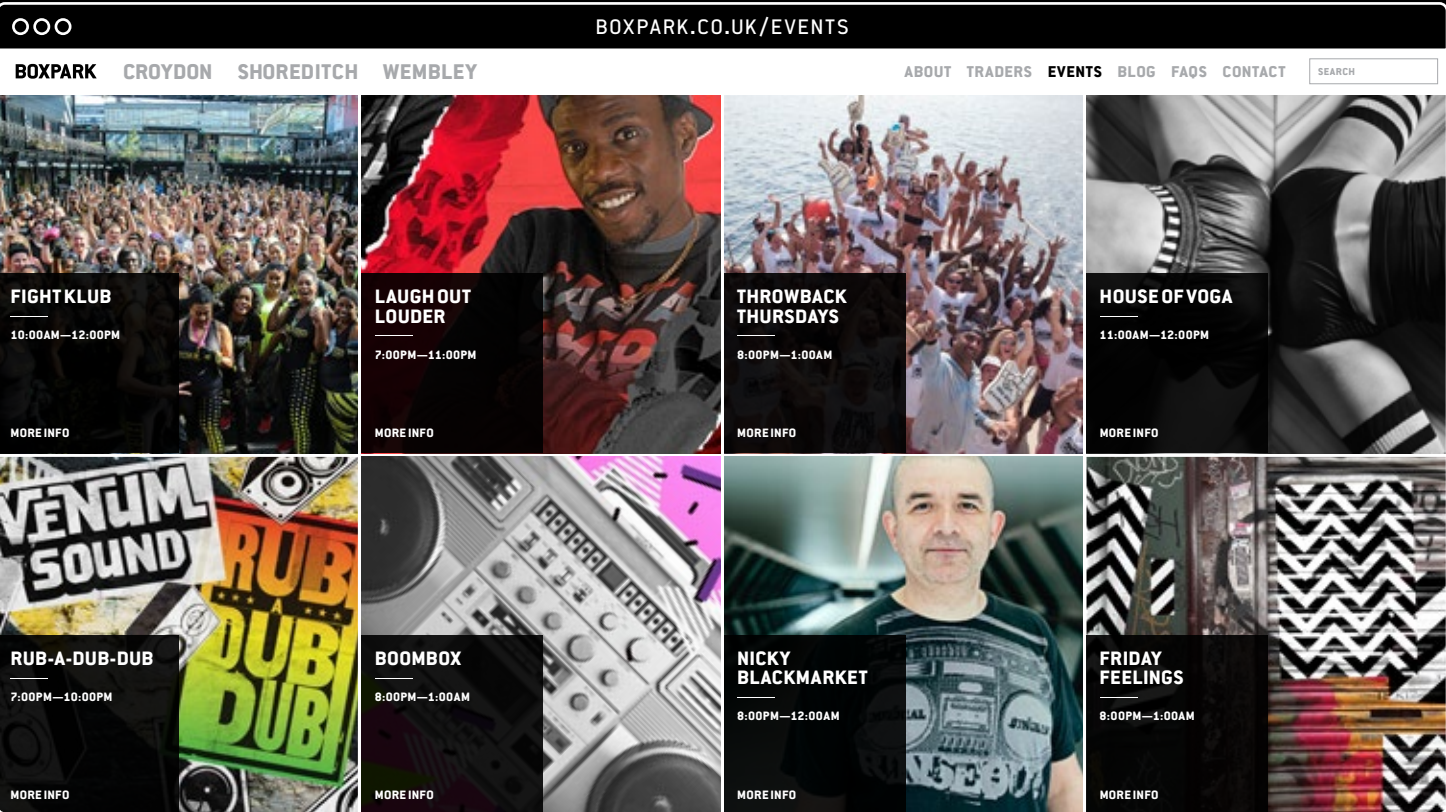 BOXPARK.CO.UK/EVENTS
BOXPARK CROYDON SHOREDITCH WEMBLEY ABOUT TRADERS EVENTS BLOG FAQS CONTACT SEARCH
FIGHT KLUB
10:00AM—12:00PM
MORE INFO
LAUGH OUT
LOUDER
7:00PM—11:00PM
MORE INFO
THROWBACK
THURSDAYS
8:00PM—1:00AM
MORE INFO
HOUSE OF VOGA
11:00AM—12:00PM
MORE INFO
VENUM
SOUND
RUB
A
DUB
DUB
RUB-A-DUB-DUB
7:00PM—10:00PM
MORE INFO
BOOMBOX
8:00PM—1:00AM
MORE INFO
NICKY
BLACKMARKET
8:00PM—12:00AM
MORE INFO
FRIDAY
FEELINGS
8:00PM—1:00AM
MORE INFO